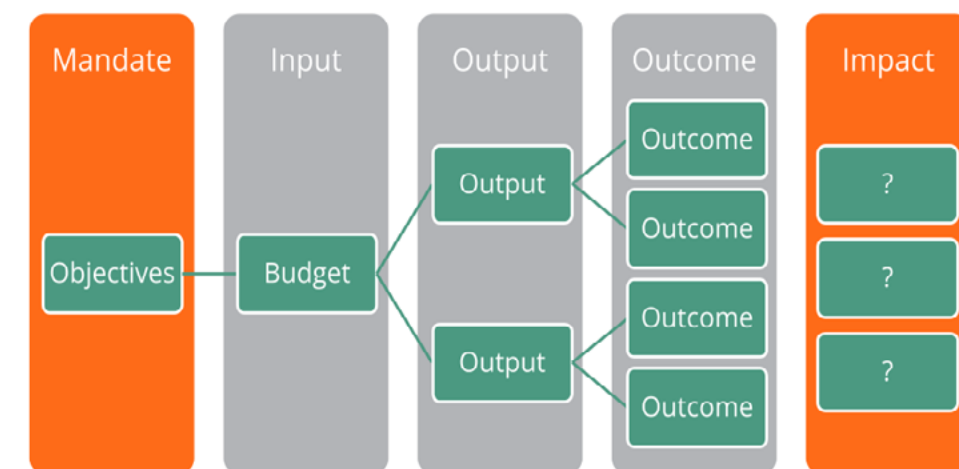 Mandate
Input
Output
Outcome
Impact
Objectives
Budget
Output
Output
Outcome
Outcome
Outcome
Outcome
?
?
?